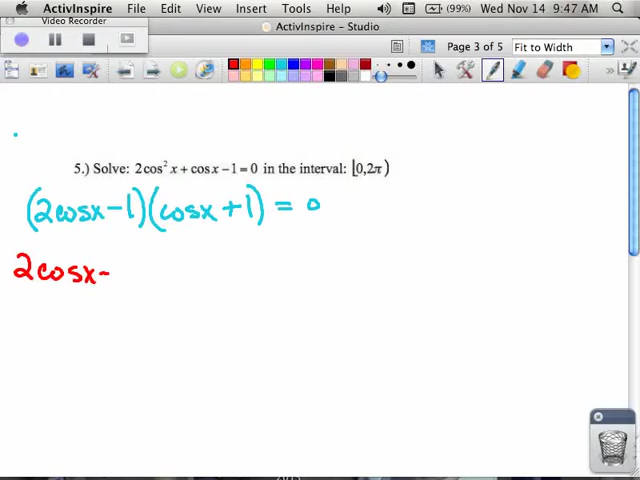 ActivInspire File Edit View Insert Tools Help (99%) Wed Nov 14 9:47 AM
Video Recorder
ActivInspire - Studio
Page 3 of 5 Fit to Width
5.) Solve: 2cos² x + cos x − 1 = 0 in the interval: [0,2π)
(2cosx − 1)(cosx + 1) = 0
2cosx-